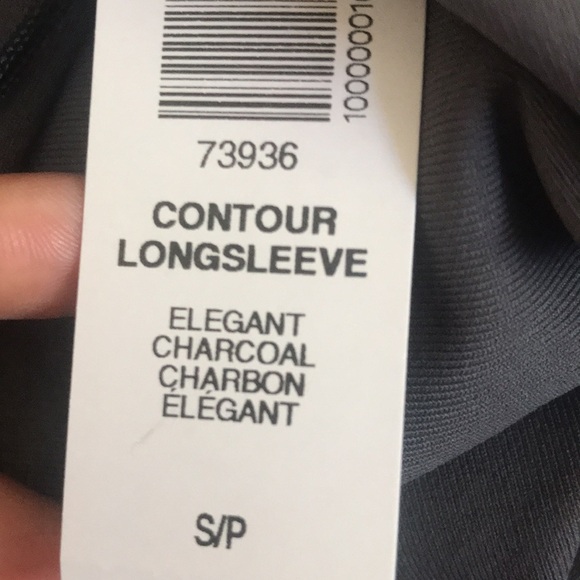 73936
CONTOUR
LONGSLEEVE
ELEGANT
CHARCOAL
CHARBON
ÉLÉGANT
S/P